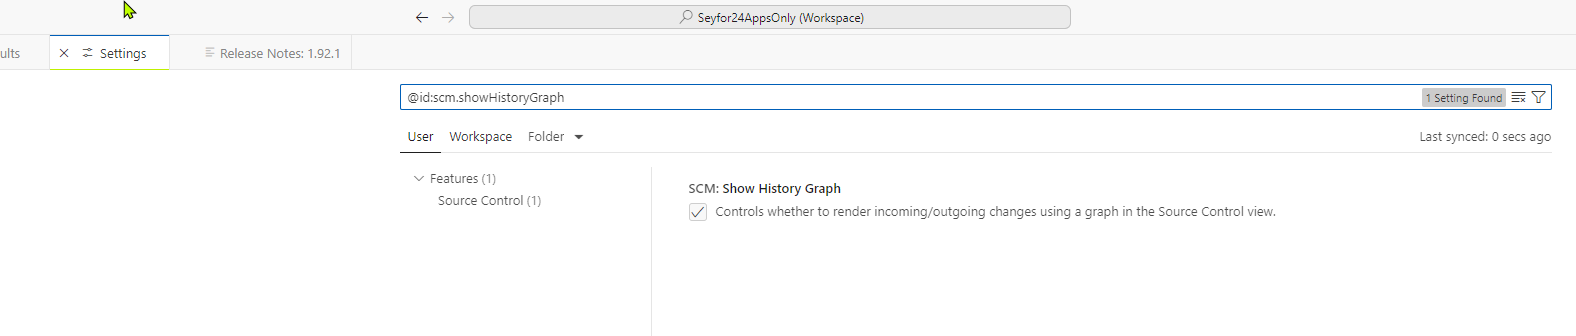 Seyfor24AppsOnly (Workspace)
ults
Settings
Release Notes: 1.92.1
@id:scm.showHistoryGraph
1 Setting Found
User
Workspace
Folder
Last synced: 0 secs ago
Features (1)
Source Control (1)
SCM: Show History Graph
Controls whether to render incoming/outgoing changes using a graph in the Source Control view.